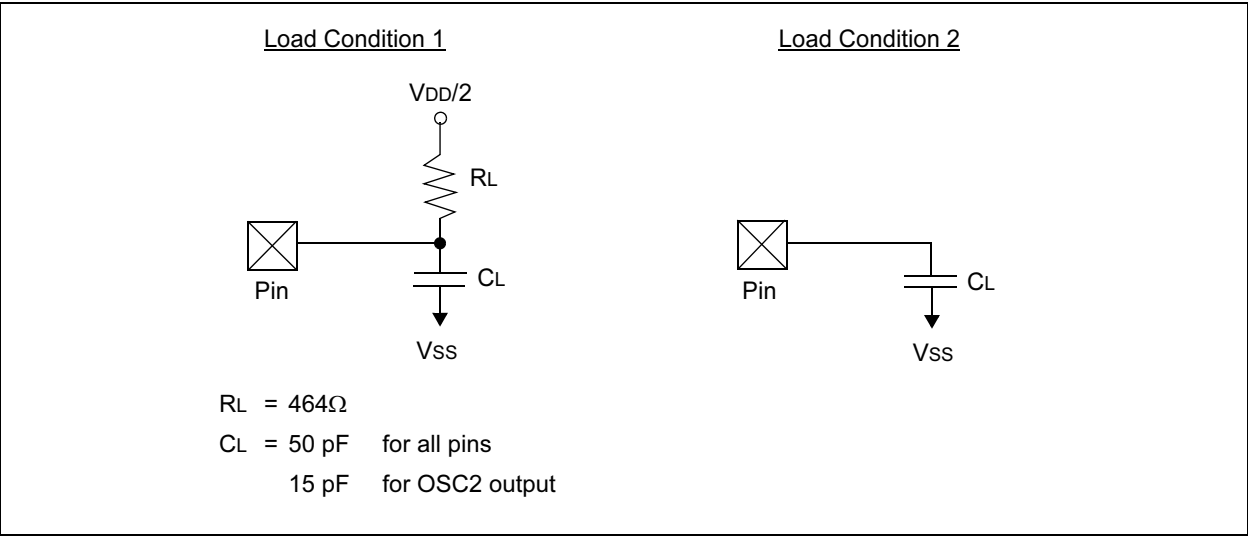 Load Condition 1
Load Condition 2
VDD/2
RL
Pin
CL
VSS
Pin
CL
VSS
RL = 464Ω
CL = 50 pF for all pins
15 pF for OSC2 output